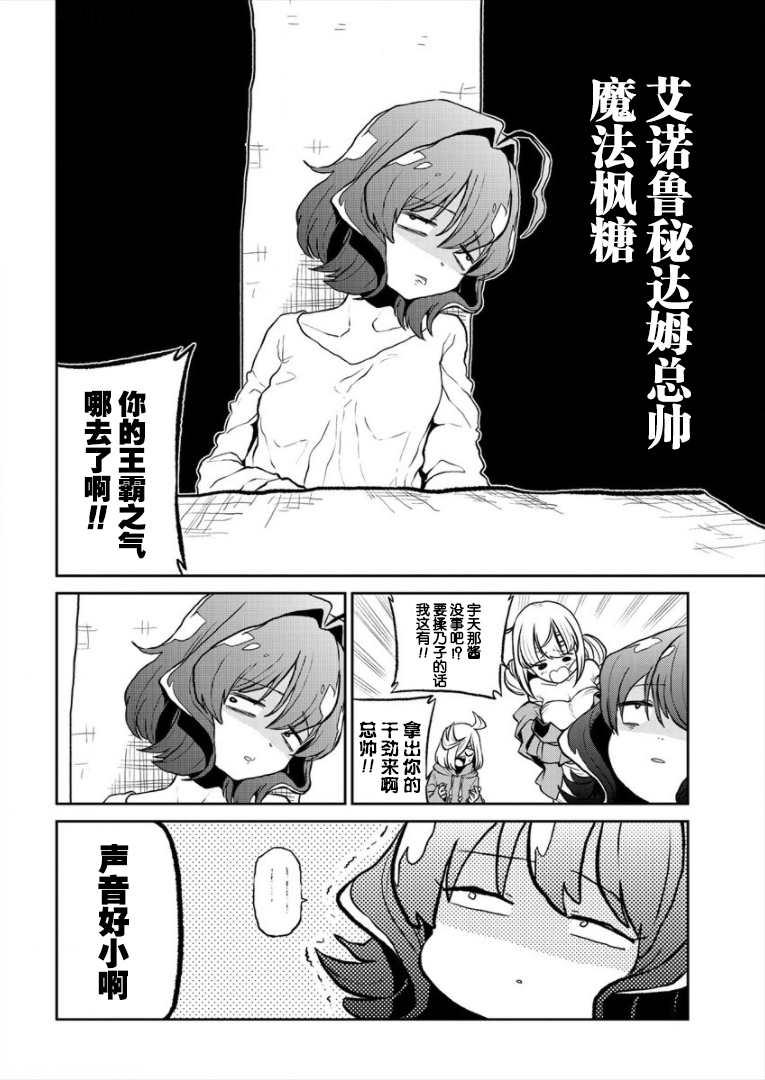 艾诺鲁秘达姆总帅
魔法枫糖
你的王霸之气
哪去了啊!!
宇天那酱
没事吧!?
要揉乃子的话
我这有!!
拿出你的
干劲来啊
总帅!!
声音好小啊